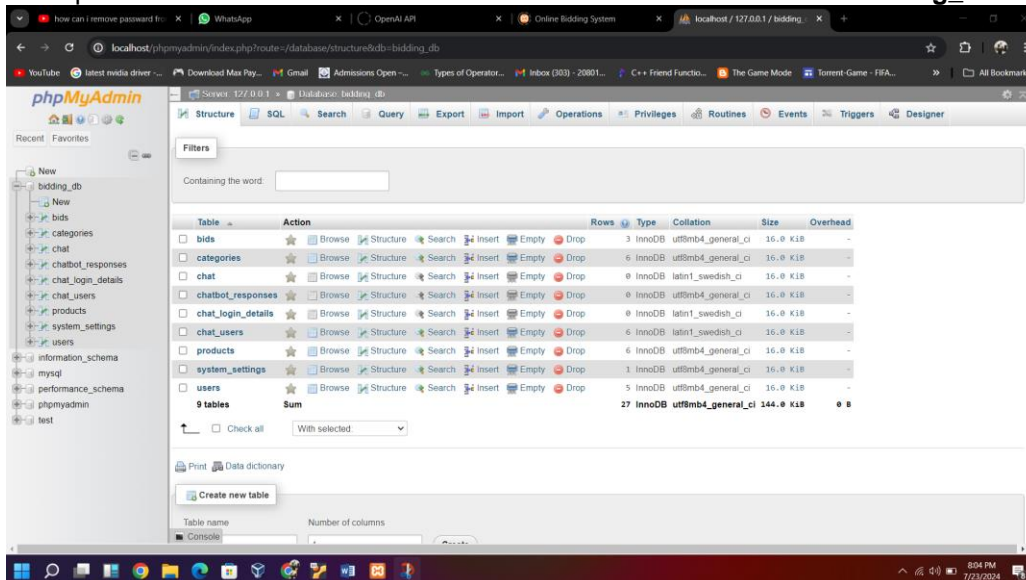 how can i remove passward fro
WhatsApp
OpenAI AP
Online Bidding System
localhost / 127.0.0.1 / bidding_
localhost/phpmyadmin/index.php?route=/database/structure&db=bidding_db
YouTube latest nvidia driver -... Download Max Pay... Gmail Admissions Open –... Types of Operator... Inbox (303) - 20801... C++ Friend Functio... The Game Mode Torrent-Game - FIFA... » All Bookmark
phpMyAdmin
Recent Favorites
New
bidding_db
New
bids
categories
chat
chatbot_responses
chat_login_details
chat_users
products
system_settings
users
information_schema
mysql
performance_schema
phpmyadmin
test
Server: 127.0.0.1 » Database: bidding_db
Structure SQL Search Query Export Import Operations Privileges Routines Events Triggers Designer
Filters
Containing the word:
Table Action Rows Type Collation Size Overhead
bids Browse Structure Search Insert Empty Drop 3 InnoDB utf8mb4_general_ci 16.0 KiB -
categories Browse Structure Search Insert Empty Drop 6 InnoDB utf8mb4_general_ci 16.0 KiB -
chat Browse Structure Search Insert Empty Drop 0 InnoDB latin1_swedish_ci 16.0 KiB -
chatbot_responses Browse Structure Search Insert Empty Drop 0 InnoDB utf8mb4_general_ci 16.0 KiB -
chat_login_details Browse Structure Search Insert Empty Drop 0 InnoDB latin1_swedish_ci 16.0 KiB -
chat_users Browse Structure Search Insert Empty Drop 6 InnoDB latin1_swedish_ci 16.0 KiB -
products Browse Structure Search Insert Empty Drop 6 InnoDB utf8mb4_general_ci 16.0 KiB -
system_settings Browse Structure Search Insert Empty Drop 1 InnoDB utf8mb4_general_ci 16.0 KiB -
users Browse Structure Search Insert Empty Drop 5 InnoDB utf8mb4_general_ci 16.0 KiB -
9 tables Sum 27 InnoDB utf8mb4_general_ci 144.0 KiB 0 B
Check all With selected:
Print Data dictionary
Create new table
Table name Number of columns
Console
8:04 PM
7/23/2024